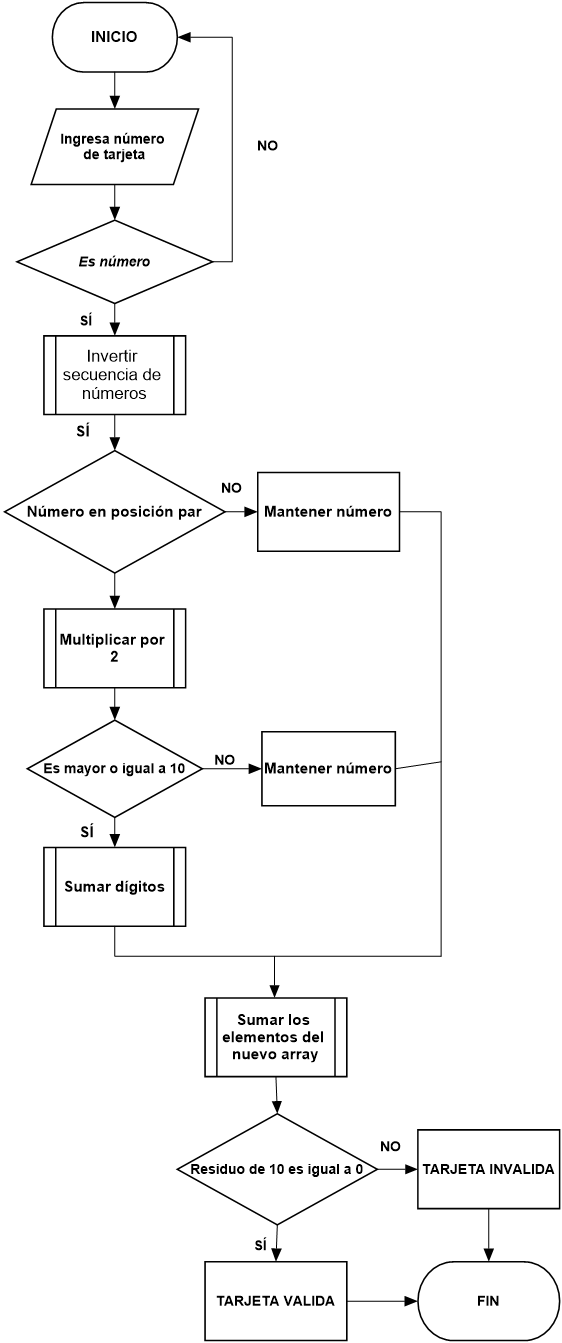 INICIO
Ingresa número
de tarjeta
NO
Es número
SÍ
Invertir
secuencia de
números
SÍ
NO
Número en posición par
Mantener número
Multiplicar por
2
NO
Es mayor o igual a 10
Mantener número
SÍ
Sumar dígitos
Sumar los
elementos del
nuevo array
NO
Residuo de 10 es igual a 0
TARJETA INVALIDA
SÍ
TARJETA VALIDA
FIN